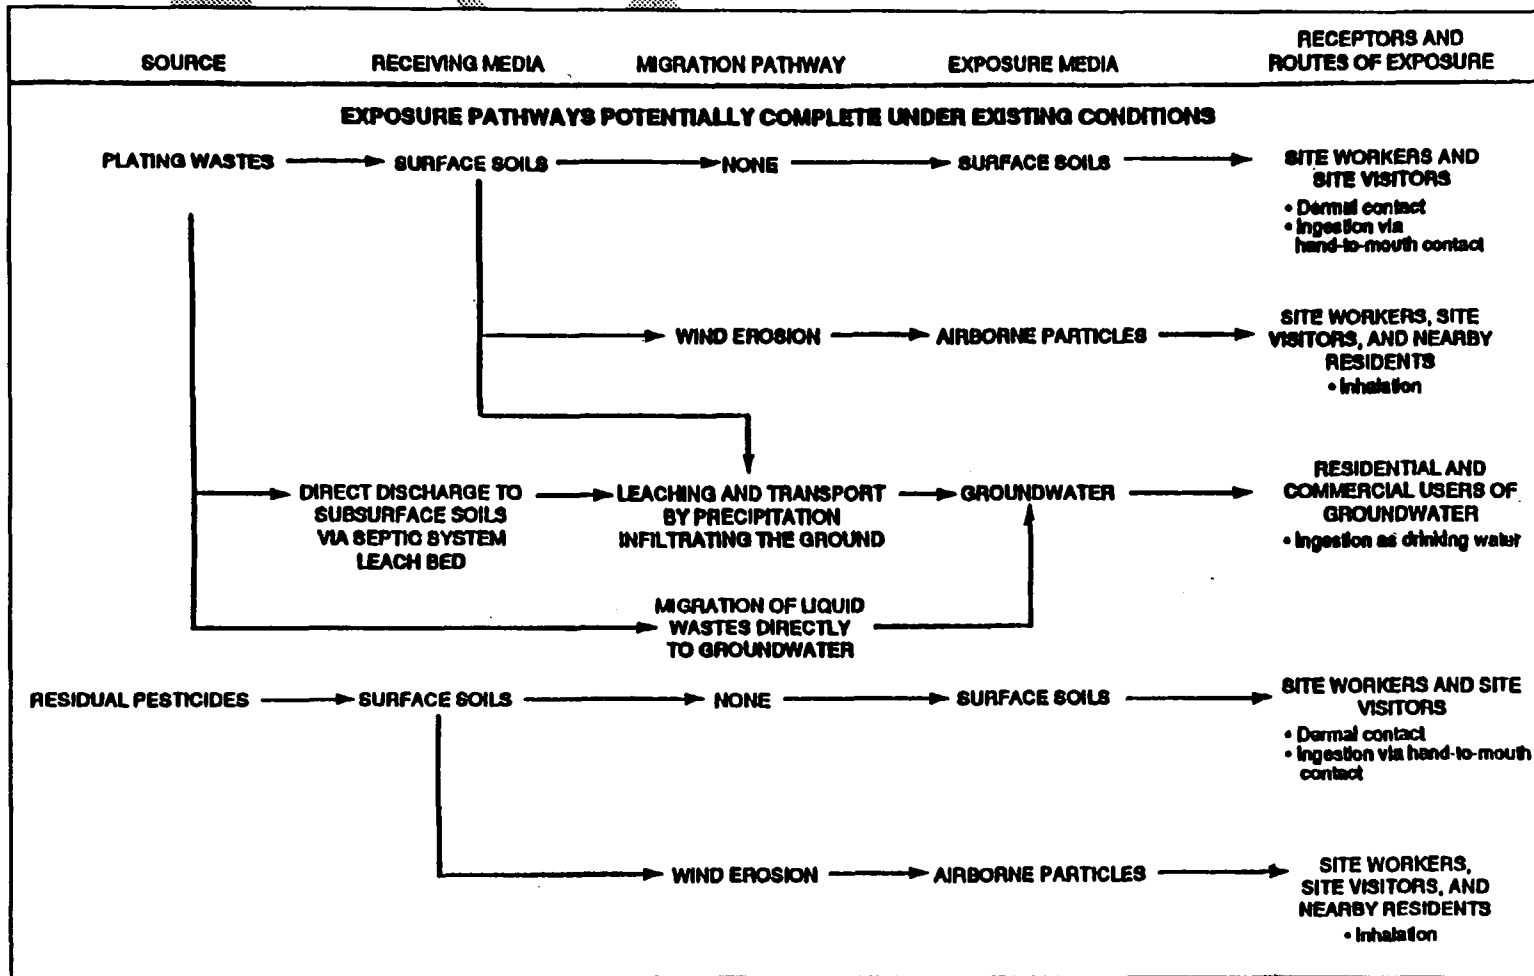 SOURCE
RECEIVING MEDIA
MIGRATION PATHWAY
EXPOSURE MEDIA
RECEPTORS AND
ROUTES OF EXPOSURE
EXPOSURE PATHWAYS POTENTIALLY COMPLETE UNDER EXISTING CONDITIONS
PLATING WASTES
SURFACE SOILS
NONE
SURFACE SOILS
SITE WORKERS AND
SITE VISITORS
• Dermal contact
• Ingestion via
hand-to-mouth contact
WIND EROSION
AIRBORNE PARTICLES
SITE WORKERS, SITE
VISITORS, AND NEARBY
RESIDENTS
• Inhalation
DIRECT DISCHARGE TO
SUBSURFACE SOILS
VIA SEPTIC SYSTEM
LEACH BED
LEACHING AND TRANSPORT
BY PRECIPITATION
INFILTRATING THE GROUND
GROUNDWATER
RESIDENTIAL AND
COMMERCIAL USERS OF
GROUNDWATER
• Ingestion as drinking water
MIGRATION OF LIQUID
WASTES DIRECTLY
TO GROUNDWATER
RESIDUAL PESTICIDES
SURFACE SOILS
NONE
SURFACE SOILS
SITE WORKERS AND SITE
VISITORS
• Dermal contact
• Ingestion via hand-to-mouth
contact
WIND EROSION
AIRBORNE PARTICLES
SITE WORKERS,
SITE VISITORS, AND
NEARBY RESIDENTS
• Inhalation